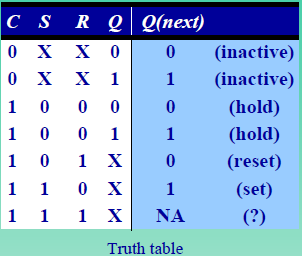 C S R Q Q(next)
0 X X 0 0 (inactive)
0 X X 1 1 (inactive)
1 0 0 0 0 (hold)
1 0 0 1 1 (hold)
1 0 1 X 0 (reset)
1 1 0 X 1 (set)
1 1 1 X NA (?)
Truth table